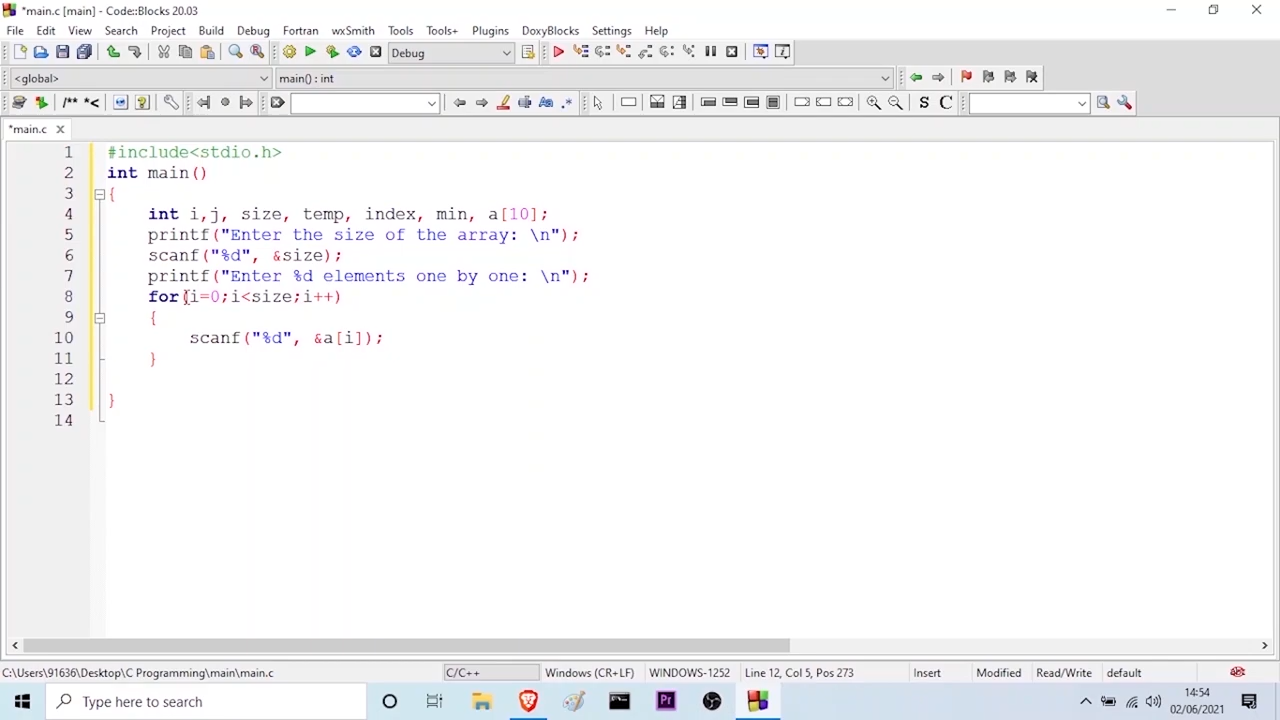 *main.c [main] - Code::Blocks 20.03
File Edit View Search Project Build Debug Fortran wxSmith Tools Tools+ Plugins DoxyBlocks Settings Help
Debug
<global> main() : int
/** *< S C
*main.c
1 #include<stdio.h>
2 int main()
3 {
4 int i,j, size, temp, index, min, a[10];
5 printf("Enter the size of the array: \n");
6 scanf("%d", &size);
7 printf("Enter %d elements one by one: \n");
8 for(i=0;i<size;i++)
9 {
10 scanf("%d", &a[i]);
11 }
12
13 }
14
C:\Users\91636\Desktop\C Programming\main\main.c C/C++ Windows (CR+LF) WINDOWS-1252 Line 12, Col 5, Pos 273 Insert Modified Read/Write default
Type here to search Pr 14:54
02/06/2021